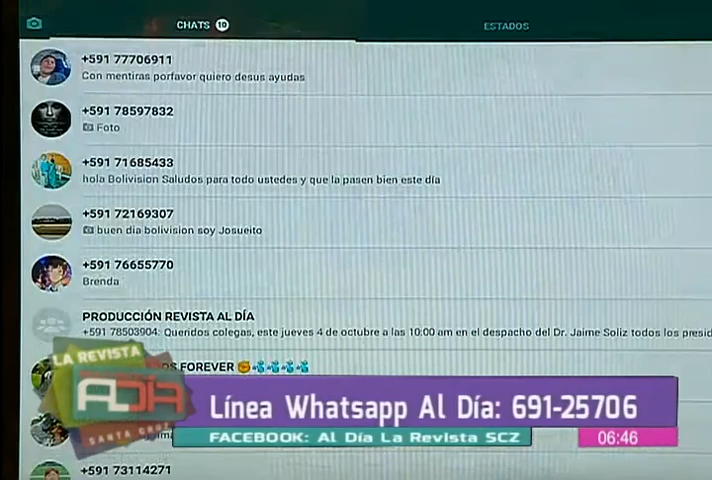 CHATS 10
ESTADOS
+591 77706911
Con mentiras porfavor quiero desus ayudas
+591 78597832
Foto
+591 71685433
hola Bolivision Saludos para todo ustedes y que la pasen bien este día
+591 72169307
buen dia bolivision soy Josueito
+591 76655770
Brenda
PRODUCCIÓN REVISTA AL DÍA
+591 78503904: Queridos colegas, este jueves 4 de octubre a las 10:00 am en el despacho del Dr. Jaime Soliz todos los presid
OS FOREVER
LA REVISTA
AL DÍA
SANTA CRUZ
Línea Whatsapp Al Día: 691-25706
FACEBOOK: Al Día La Revista SCZ
06:46
+591 73114271